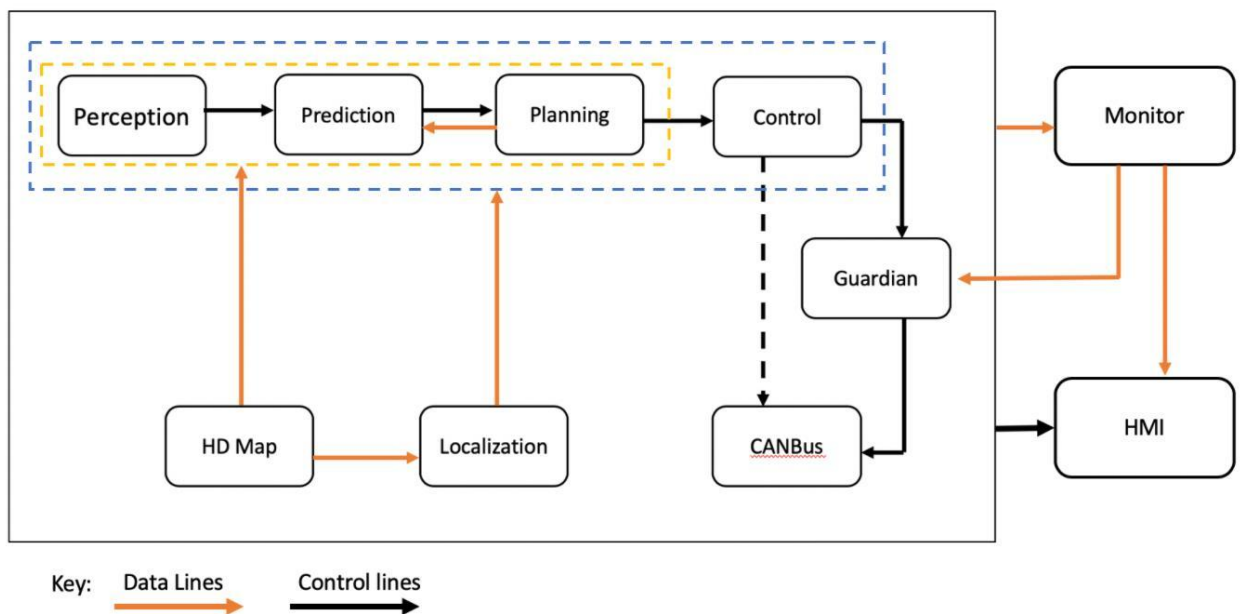 Perception
Prediction
Planning
Control
Monitor
Guardian
HD Map
Localization
CANBus
HMI
Key: Data Lines Control lines